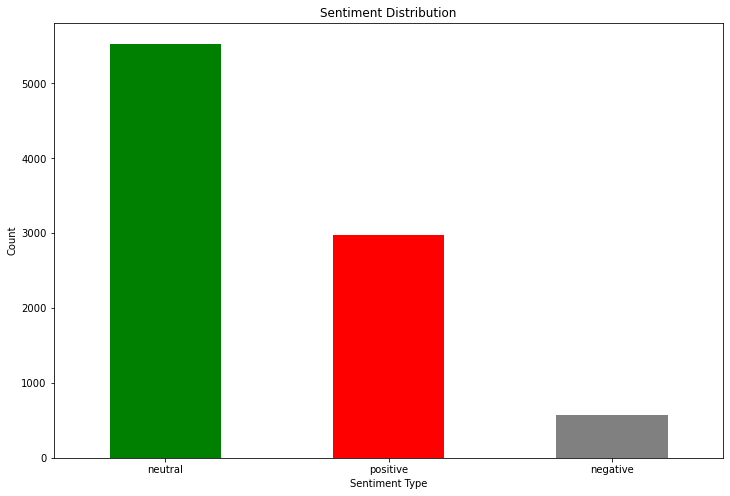 Sentiment Distribution
5000
4000
3000
2000
1000
0
Count
neutral positive negative
Sentiment Type